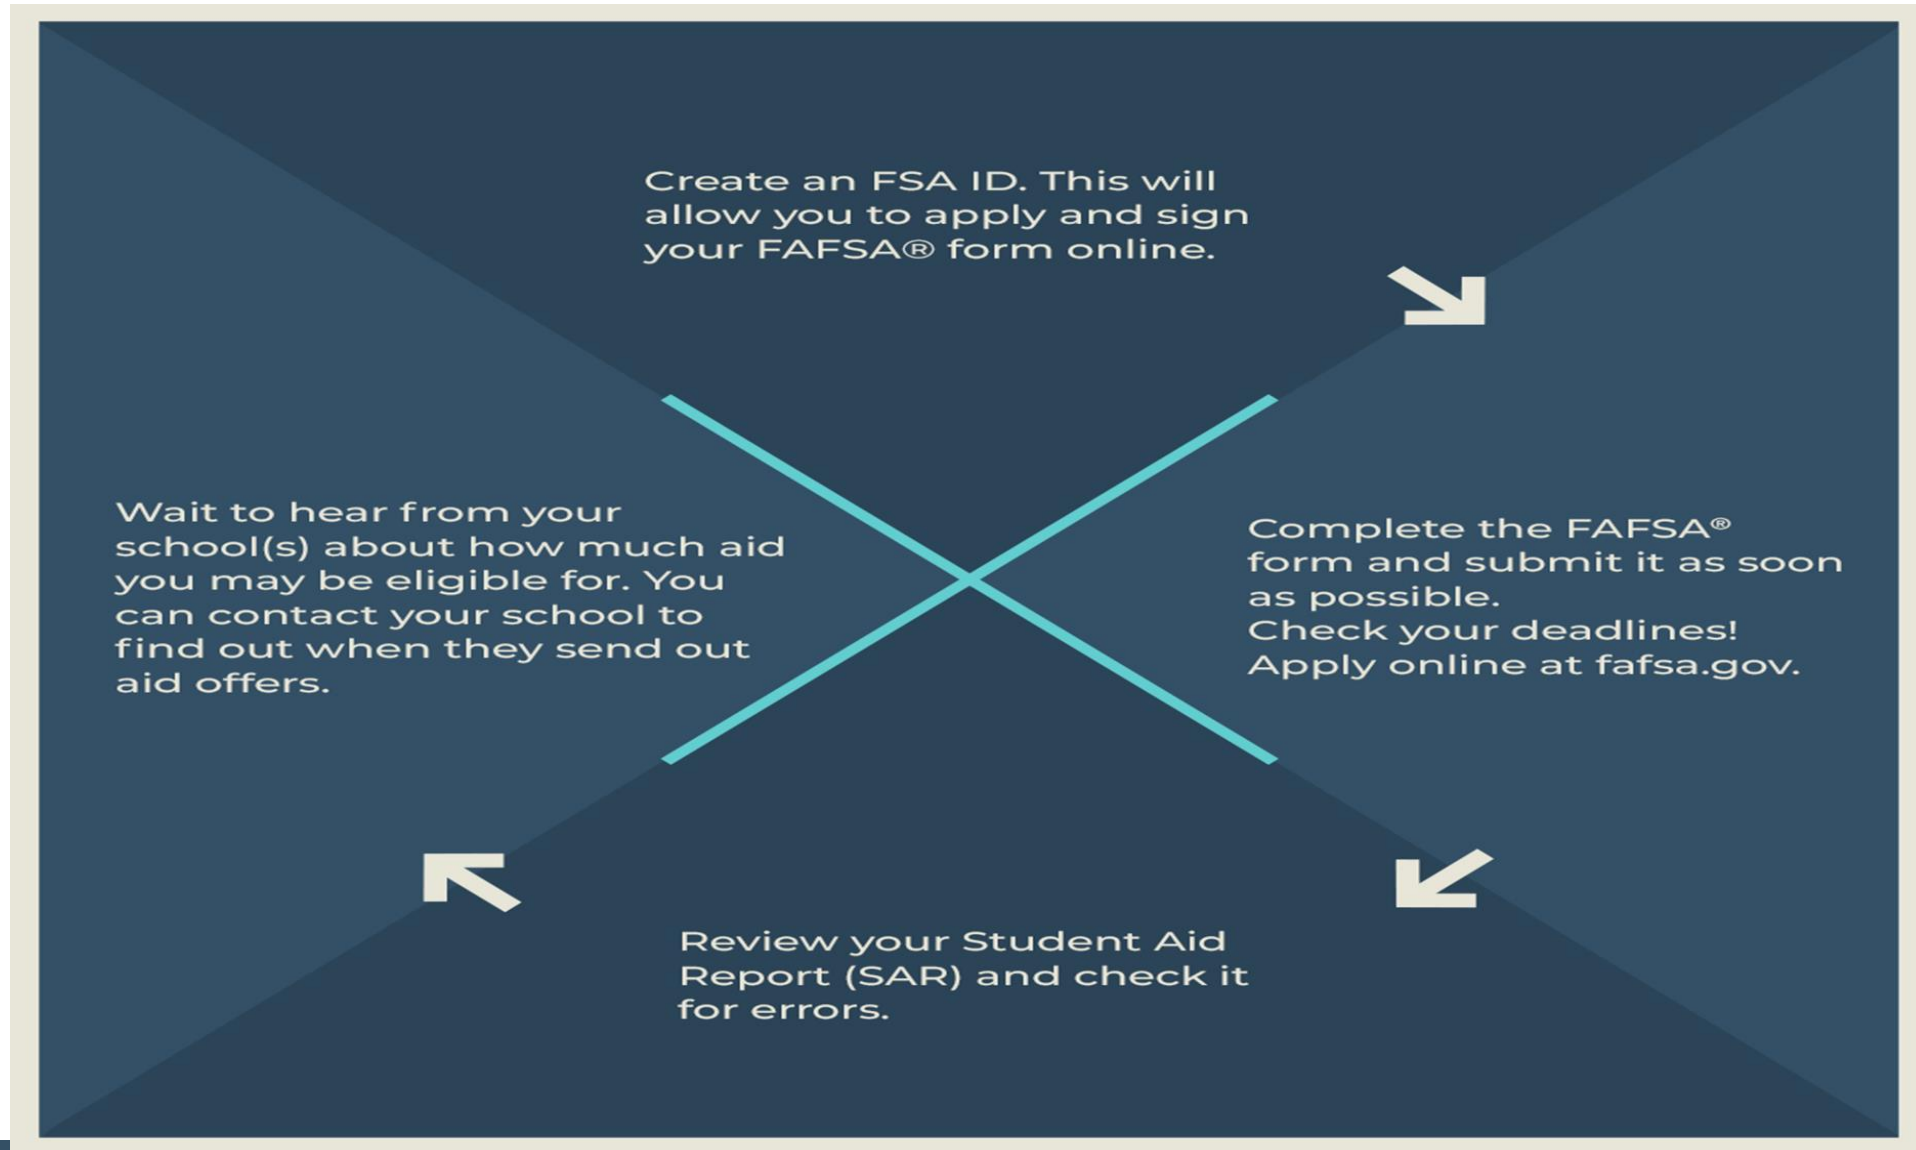 Create an FSA ID. This will
allow you to apply and sign
your FAFSA® form online.
Complete the FAFSA®
form and submit it as soon
as possible.
Check your deadlines!
Apply online at fafsa.gov.
Review your Student Aid
Report (SAR) and check it
for errors.
Wait to hear from your
school(s) about how much aid
you may be eligible for. You
can contact your school to
find out when they send out
aid offers.